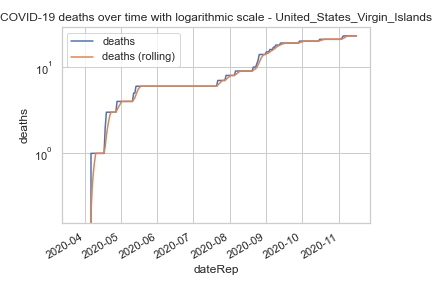 COVID-19 deaths over time with logarithmic scale - United_States_Virgin_Islands
deaths
deaths (rolling)
10¹
10⁰
deaths
2020-04
2020-05
2020-06
2020-07
2020-08
2020-09
2020-10
2020-11
dateRep